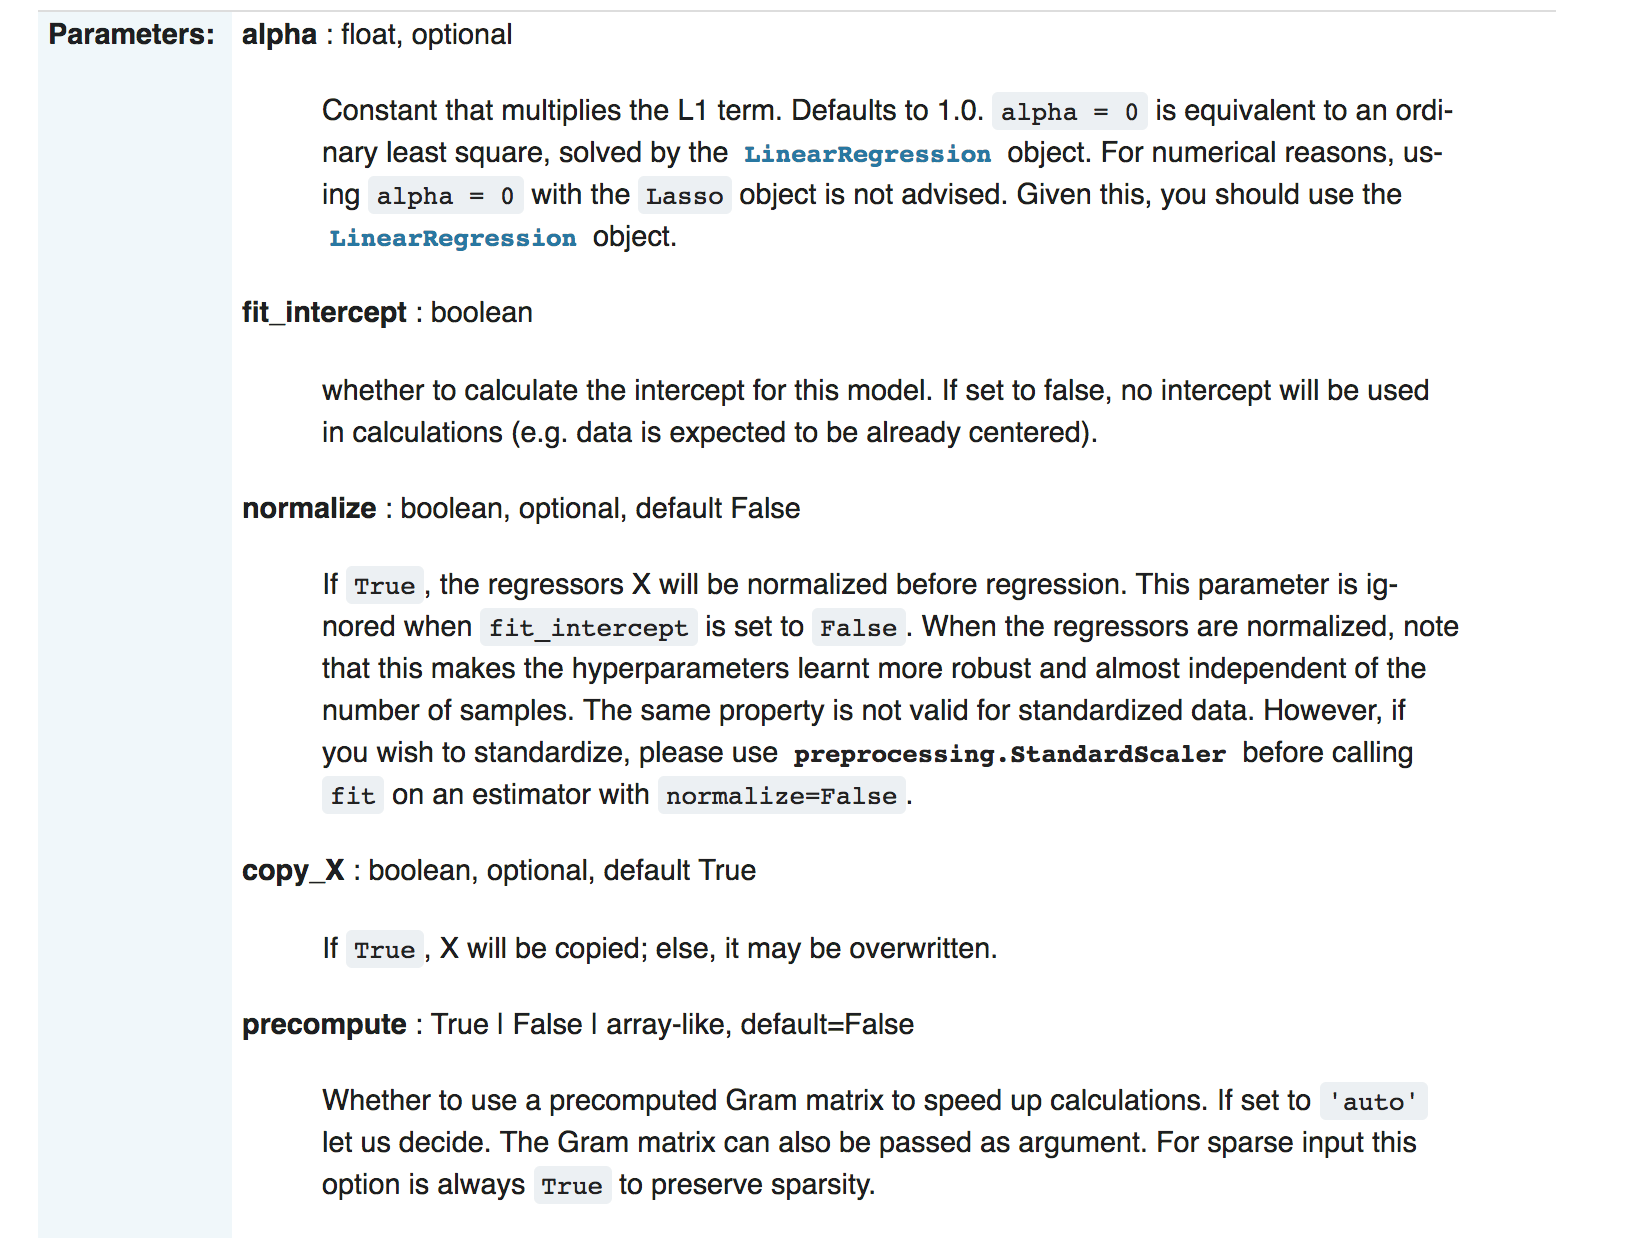 Parameters: alpha : float, optional
Constant that multiplies the L1 term. Defaults to 1.0. alpha = 0 is equivalent to an ordi-
nary least square, solved by the LinearRegression object. For numerical reasons, us-
ing alpha = 0 with the Lasso object is not advised. Given this, you should use the
LinearRegression object.
fit_intercept : boolean
whether to calculate the intercept for this model. If set to false, no intercept will be used
in calculations (e.g. data is expected to be already centered).
normalize : boolean, optional, default False
If True, the regressors X will be normalized before regression. This parameter is ig-
nored when fit_intercept is set to False. When the regressors are normalized, note
that this makes the hyperparameters learnt more robust and almost independent of the
number of samples. The same property is not valid for standardized data. However, if
you wish to standardize, please use preprocessing.StandardScaler before calling
fit on an estimator with normalize=False.
copy_X : boolean, optional, default True
If True, X will be copied; else, it may be overwritten.
precompute : True | False | array-like, default=False
Whether to use a precomputed Gram matrix to speed up calculations. If set to 'auto'
let us decide. The Gram matrix can also be passed as argument. For sparse input this
option is always True to preserve sparsity.